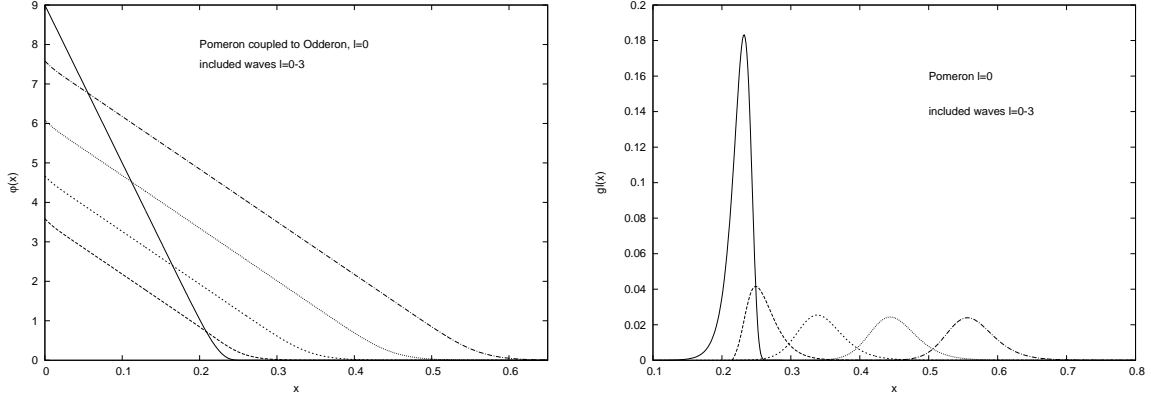 9
8
7
6
5
4
3
2
1
0
φ(x)
Pomeron coupled to Odderon, l=0
included waves l=0-3
0 0.1 0.2 0.3 0.4 0.5 0.6
x
0.2
0.18
0.16
0.14
0.12
0.1
0.08
0.06
0.04
0.02
0
gl(x)
Pomeron l=0
included waves l=0-3
0.1 0.2 0.3 0.4 0.5 0.6 0.7 0.8
x